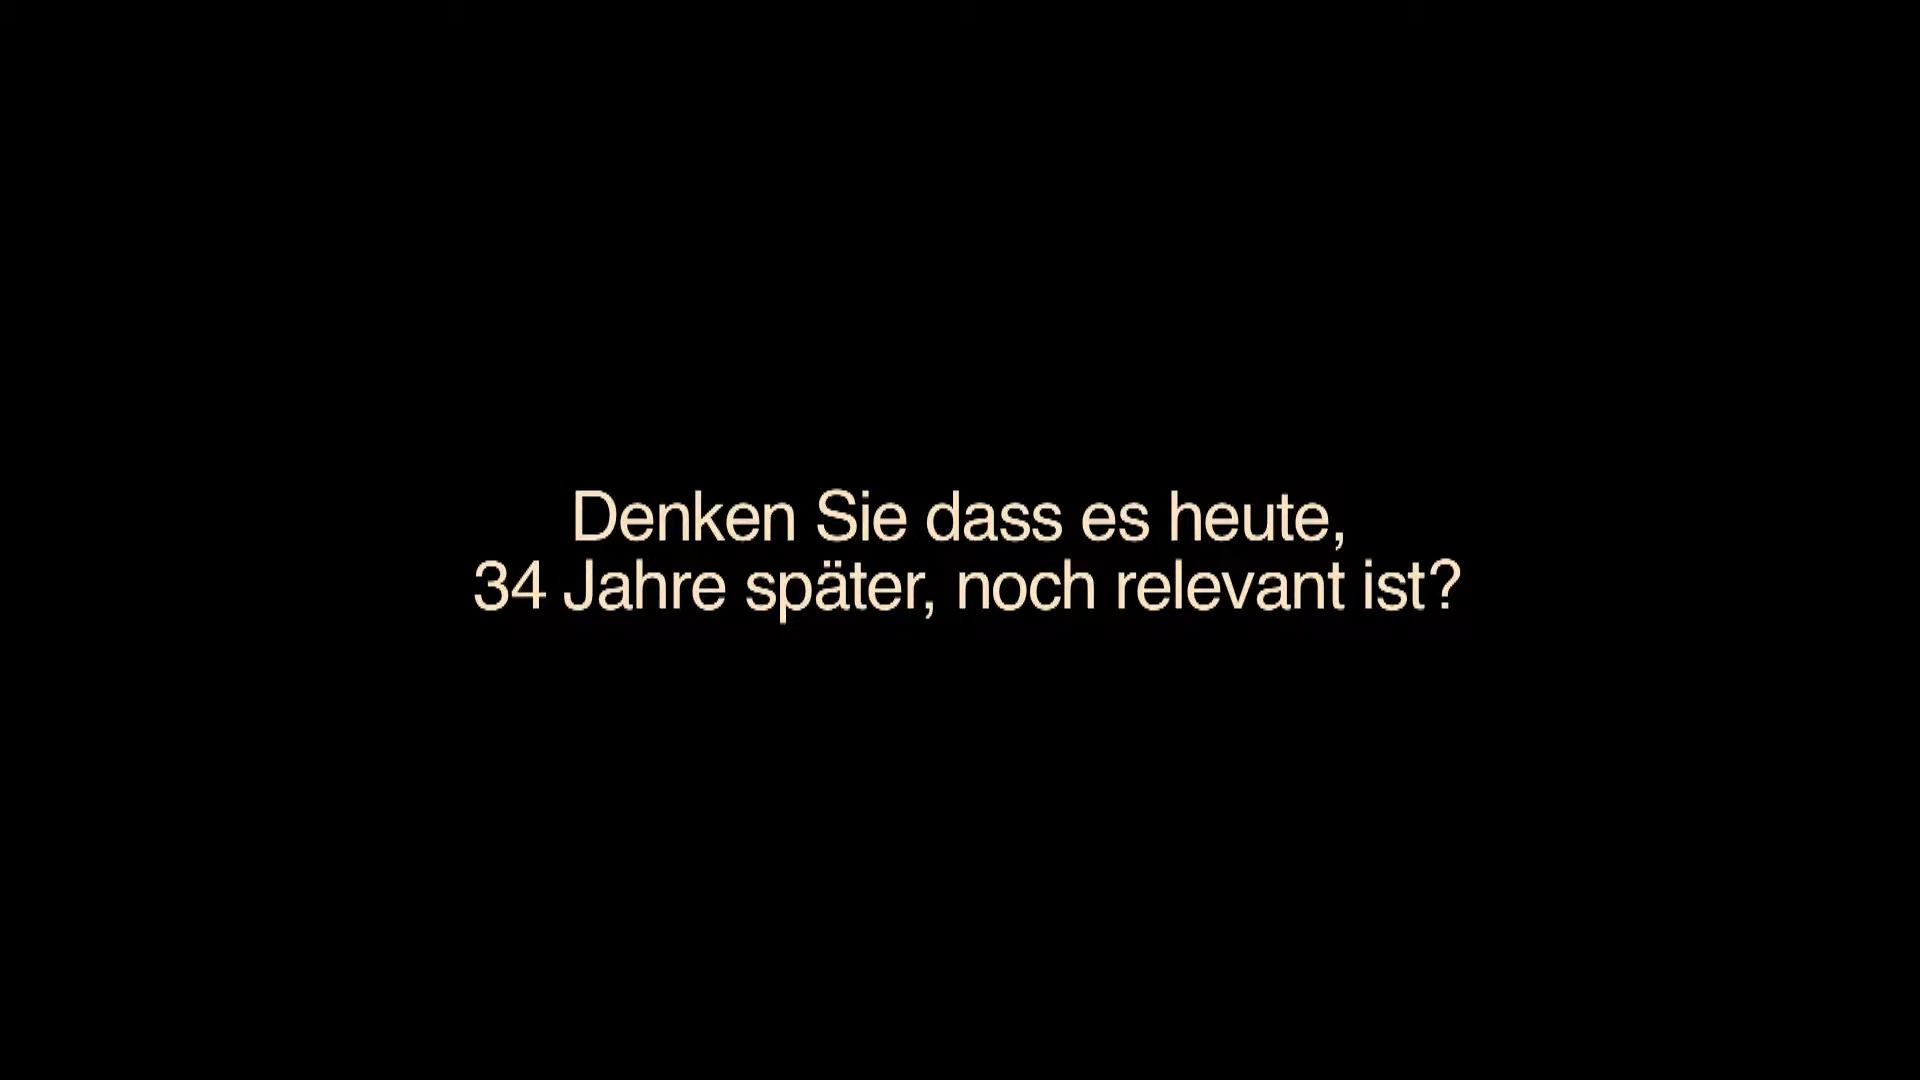 Denken Sie dass es heute,
34 Jahre später, noch relevant ist?